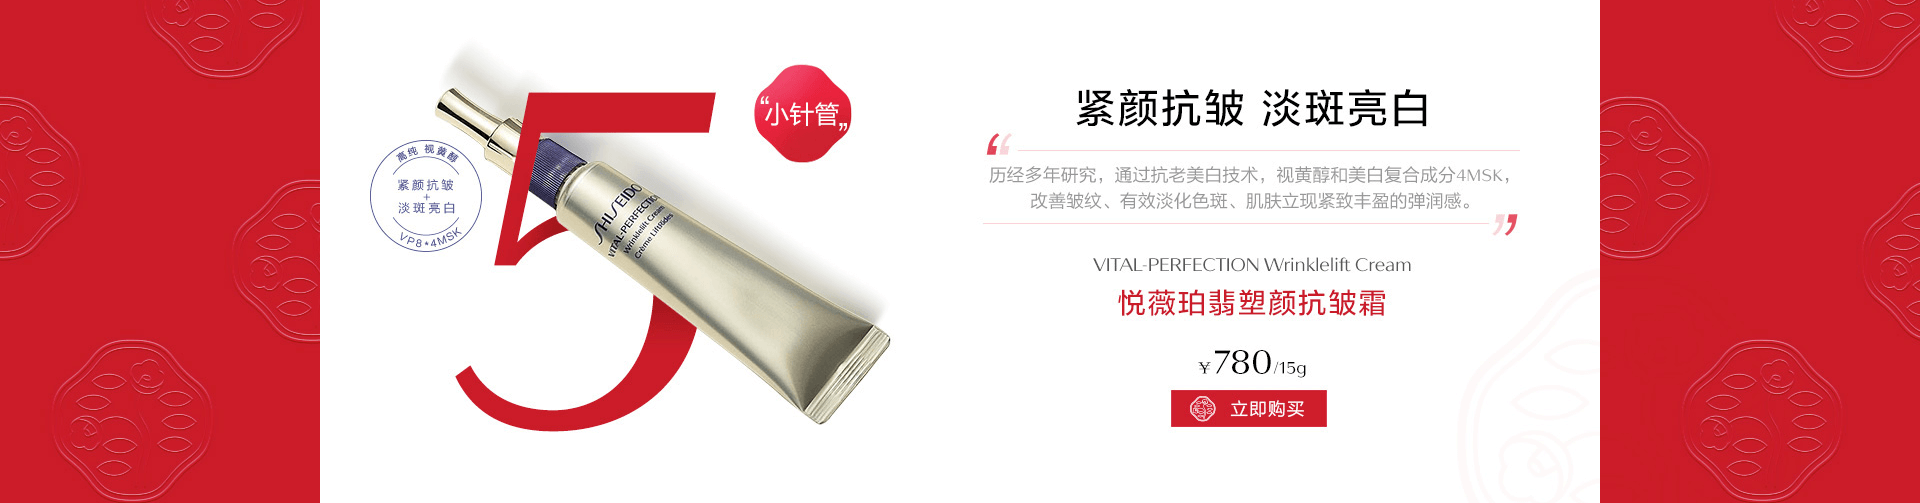 5
高纯 视黄醇
紧颜抗皱
+
淡斑亮白
VP8★4MSK
SHISEIDO
VITAL-PERFECTION
Wrinklelift Cream
Crème LiftRides
“小针管„
紧颜抗皱 淡斑亮白
“
历经多年研究，通过抗老美白技术，视黄醇和美白复合成分4MSK，
改善皱纹、有效淡化色斑、肌肤立现紧致丰盈的弹润感。
”
VITAL-PERFECTION Wrinklelift Cream
悦薇珀翡塑颜抗皱霜
¥780/15g
立即购买